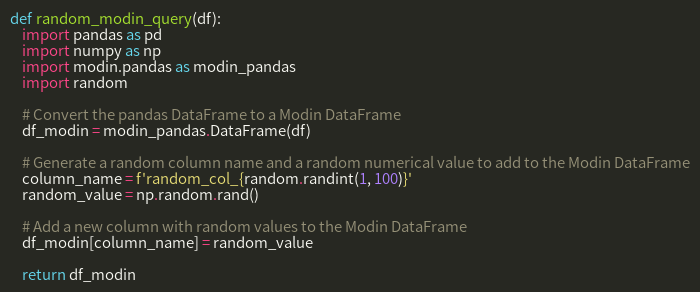 def random_modin_query(df):
    import pandas as pd
    import numpy as np
    import modin.pandas as modin_pandas
    import random
    # Convert the pandas DataFrame to a Modin DataFrame
    df_modin = modin_pandas.DataFrame(df)
    # Generate a random column name and a random numerical value to add to the Modin DataFrame
    column_name = f'random_col_{random.randint(1, 100)}'
    random_value = np.random.rand()
    # Add a new column with random values to the Modin DataFrame
    df_modin[column_name] = random_value
    return df_modin